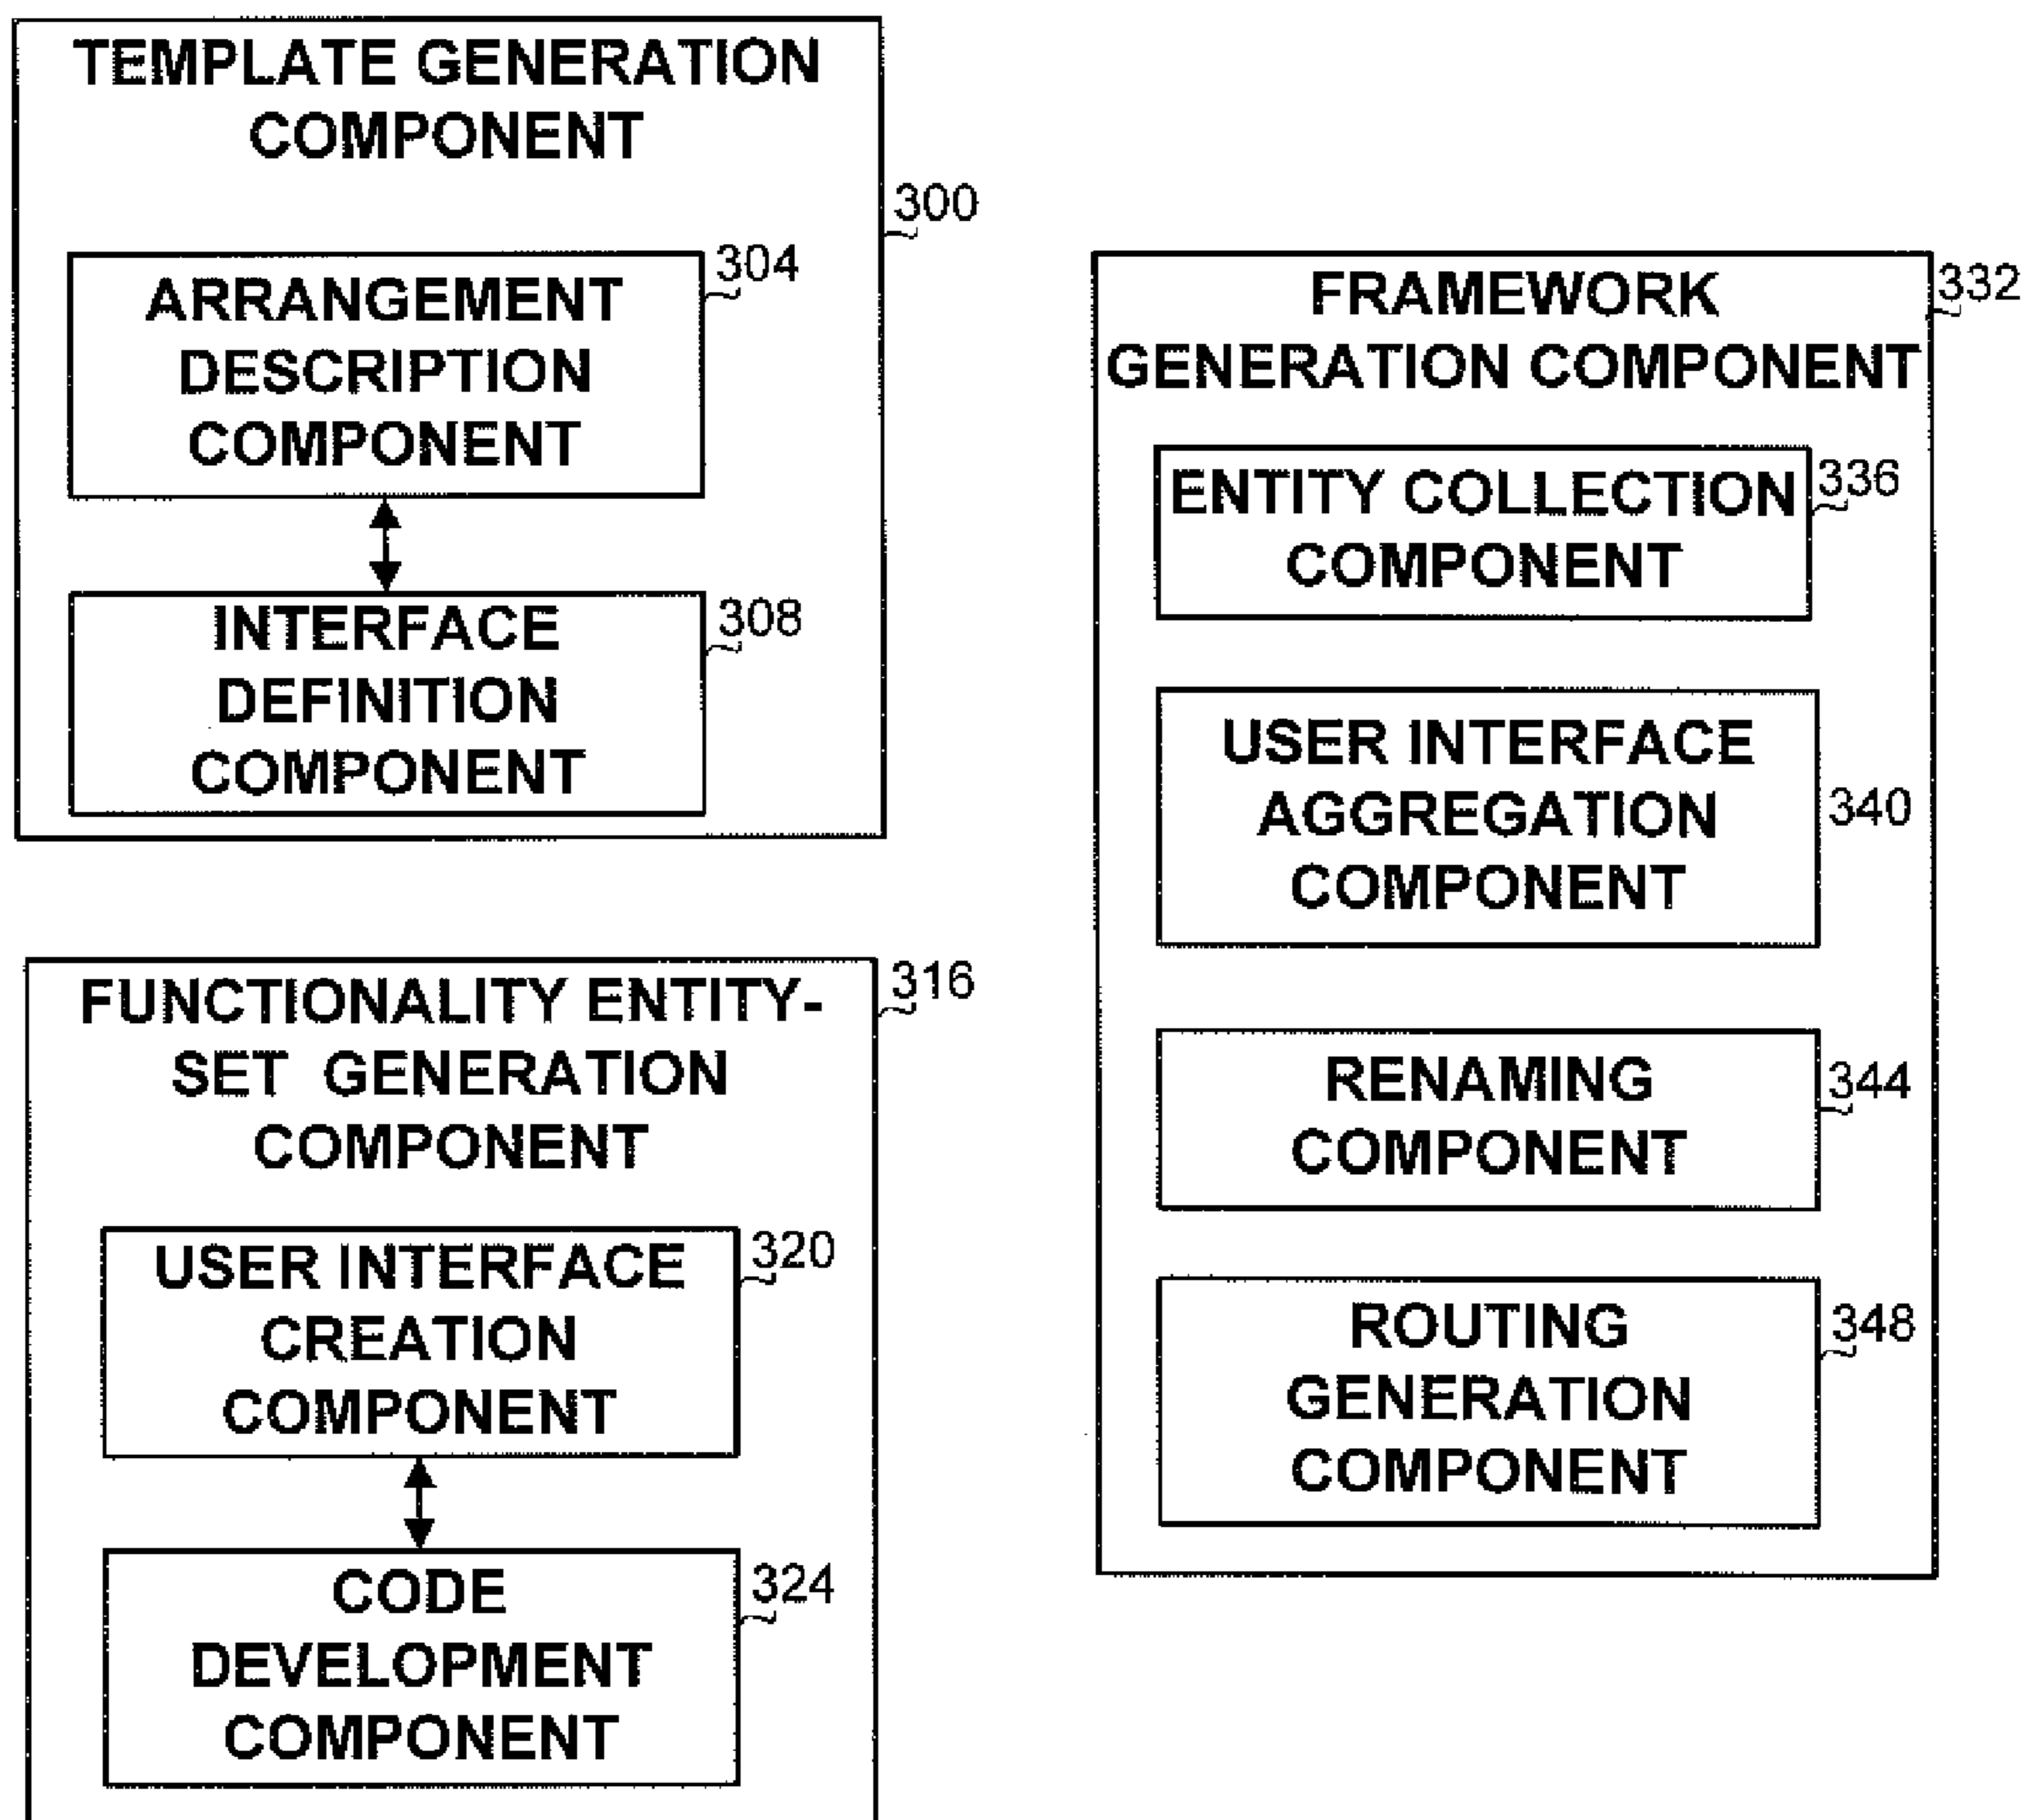 TEMPLATE GENERATION
COMPONENT
300
304
ARRANGEMENT
DESCRIPTION
COMPONENT
308
INTERFACE
DEFINITION
COMPONENT
316
FUNCTIONALITY ENTITY-
SET GENERATION
COMPONENT
320
USER INTERFACE
CREATION
COMPONENT
324
CODE
DEVELOPMENT
COMPONENT
332
FRAMEWORK
GENERATION COMPONENT
336
ENTITY COLLECTION
COMPONENT
USER INTERFACE
AGGREGATION
340
COMPONENT
RENAMING
344
COMPONENT
ROUTING
348
GENERATION
COMPONENT